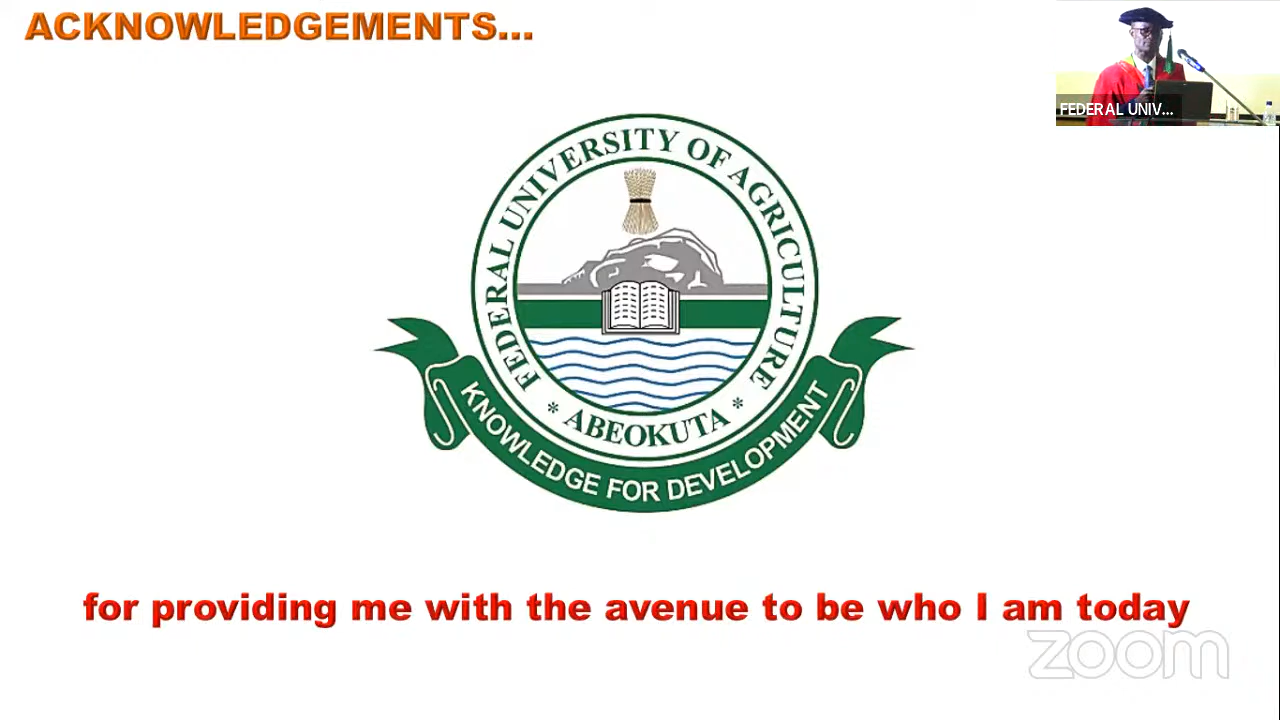 ACKNOWLEDGEMENTS...
FEDERAL UNIV...
FEDERAL UNIVERSITY OF AGRICULTURE
* ABEOKUTA *
KNOWLEDGE FOR DEVELOPMENT
for providing me with the avenue to be who I am today
zoom